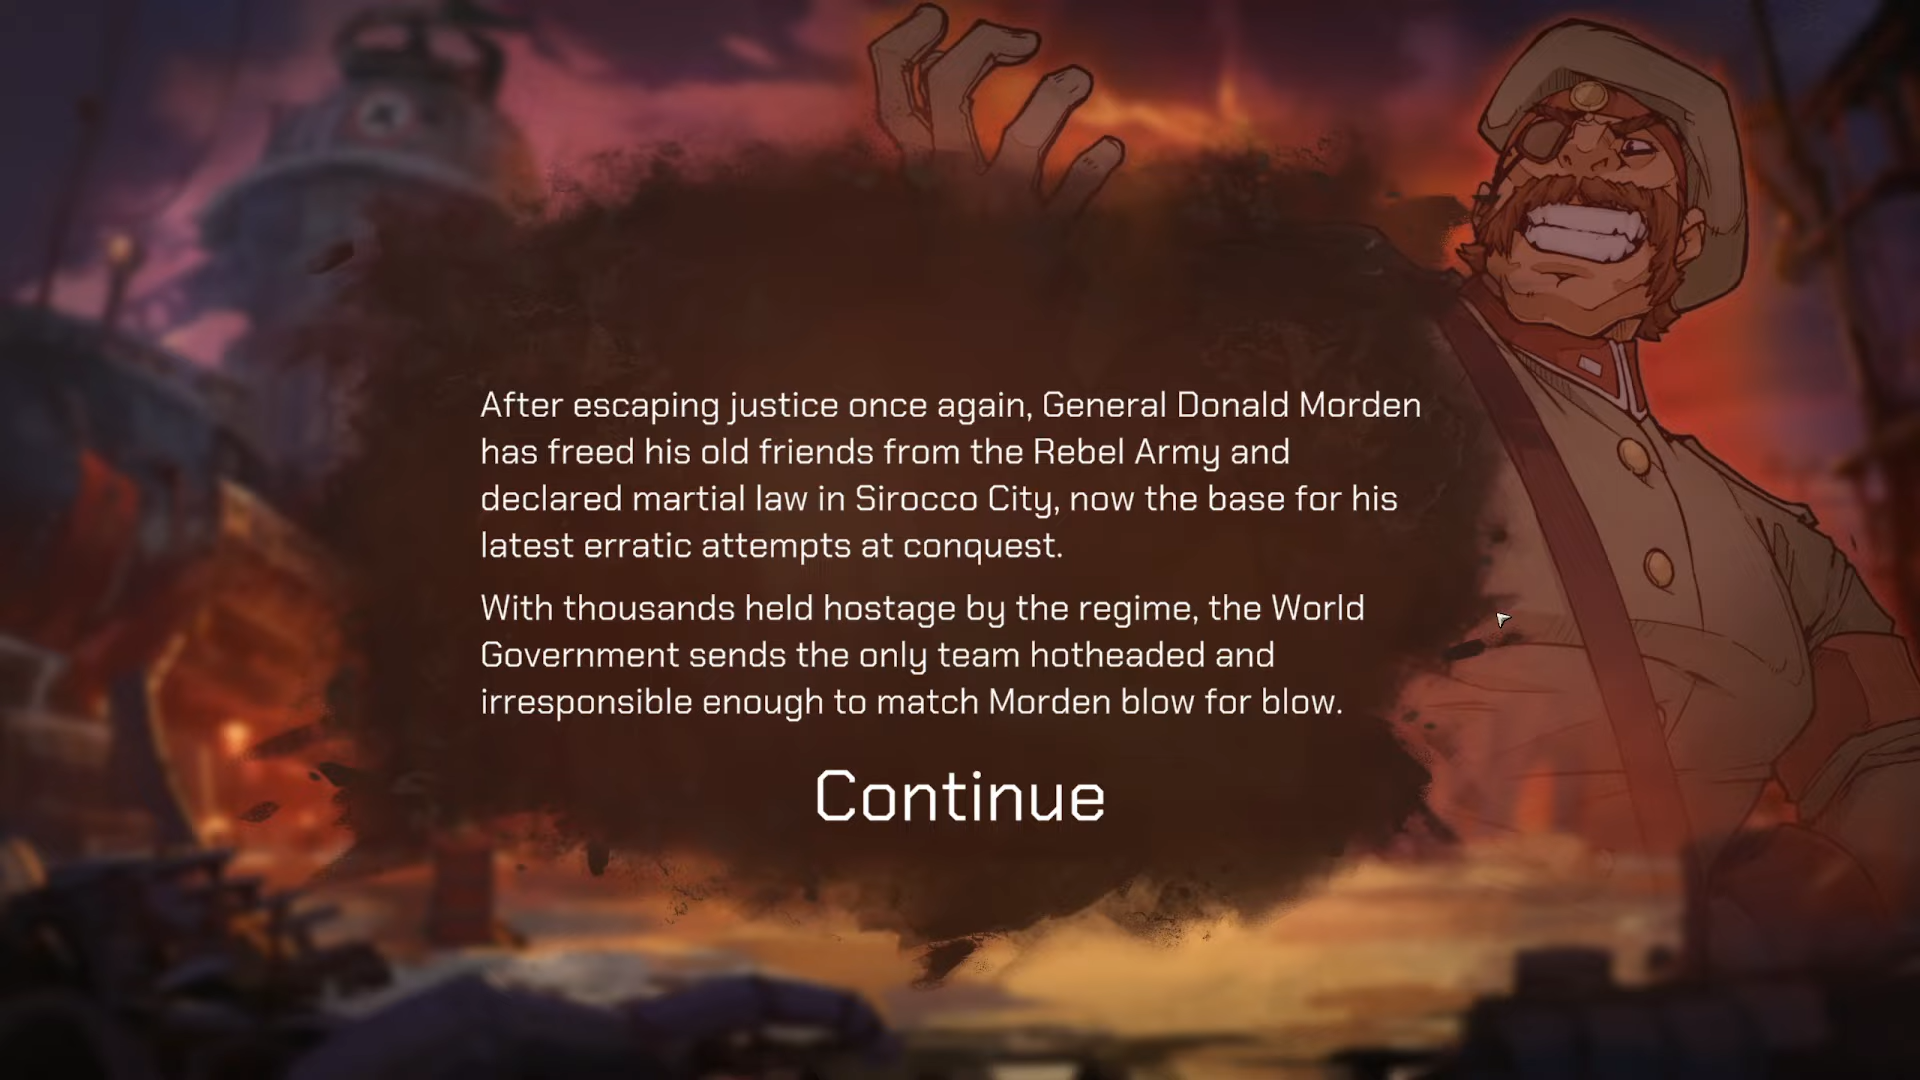 After escaping justice once again, General Donald Morden
has freed his old friends from the Rebel Army and
declared martial law in Sirocco City, now the base for his
latest erratic attempts at conquest.
With thousands held hostage by the regime, the World
Government sends the only team hotheaded and
irresponsible enough to match Morden blow for blow.
Continue